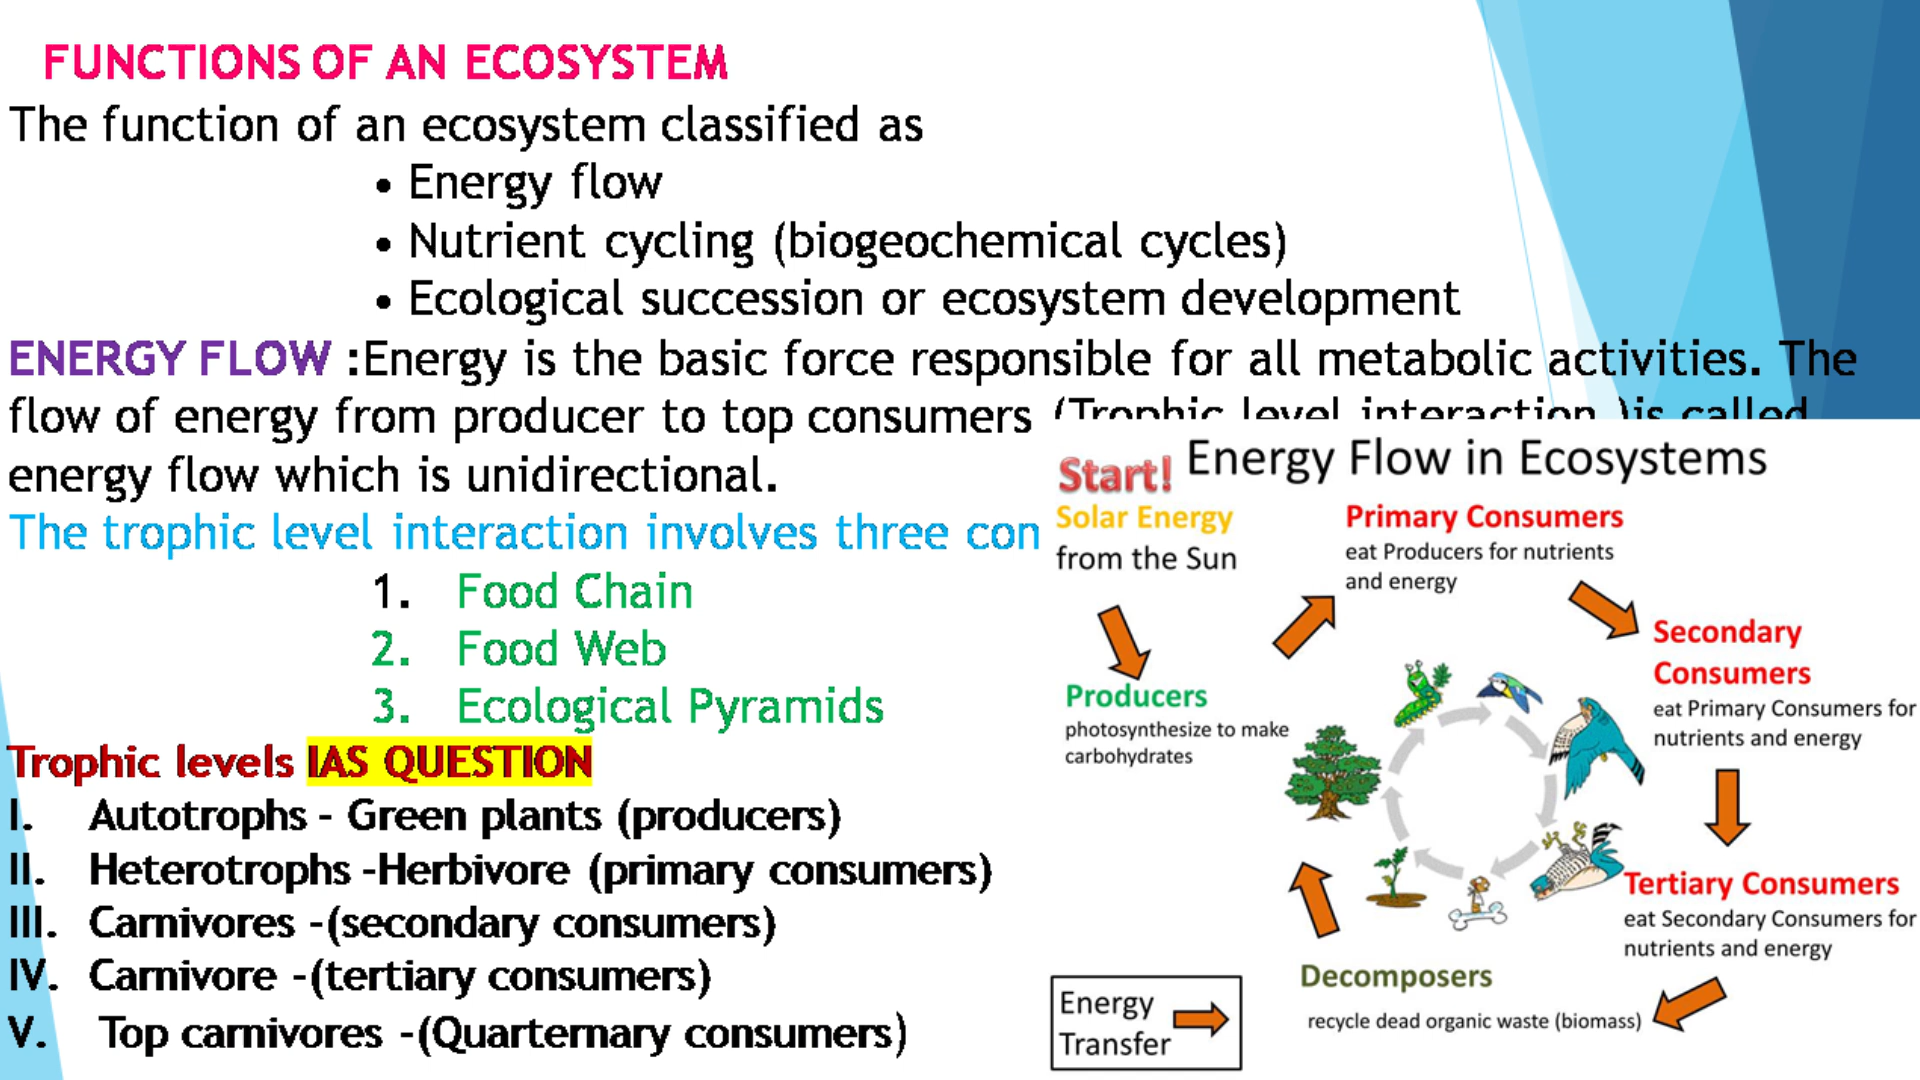 FUNCTIONS OF AN ECOSYSTEM
The function of an ecosystem classified as
• Energy flow
• Nutrient cycling (biogeochemical cycles)
• Ecological succession or ecosystem development
ENERGY FLOW :Energy is the basic force responsible for all metabolic activities. The
flow of energy from producer to top consumers (Trophic level interaction )is called
energy flow which is unidirectional.
The trophic level interaction involves three con
1. Food Chain
2. Food Web
3. Ecological Pyramids
Trophic levels IAS QUESTION
I. Autotrophs - Green plants (producers)
II. Heterotrophs -Herbivore (primary consumers)
III. Carnivores -(secondary consumers)
IV. Carnivore -(tertiary consumers)
V. Top carnivores -(Quarternary consumers)
Start! Energy Flow in Ecosystems
Solar Energy
from the Sun
Primary Consumers
eat Producers for nutrients
and energy
Secondary
Consumers
eat Primary Consumers for
nutrients and energy
Producers
photosynthesize to make
carbohydrates
Tertiary Consumers
eat Secondary Consumers for
nutrients and energy
Decomposers
recycle dead organic waste (biomass)
Energy
Transfer